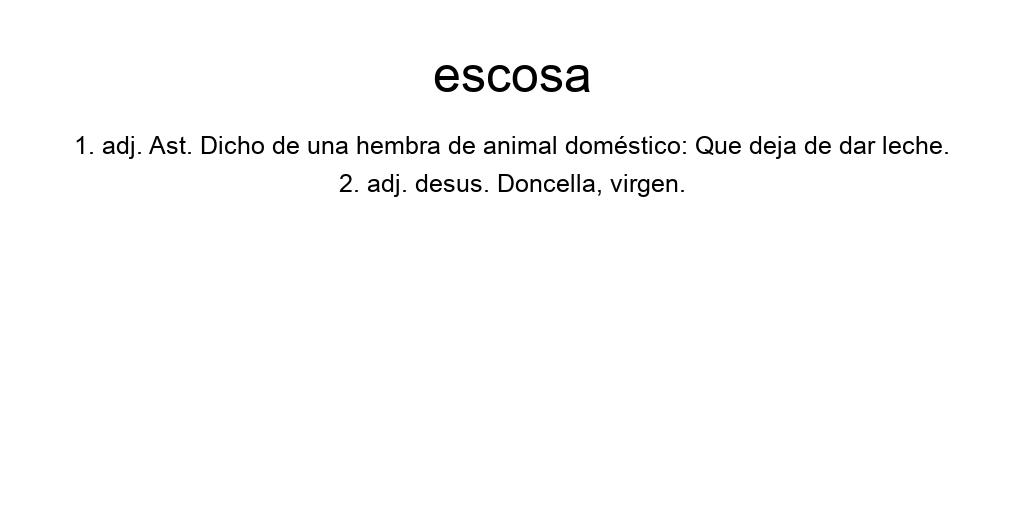 escosa
1. adj. Ast. Dicho de una hembra de animal doméstico: Que deja de dar leche.
2. adj. desus. Doncella, virgen.